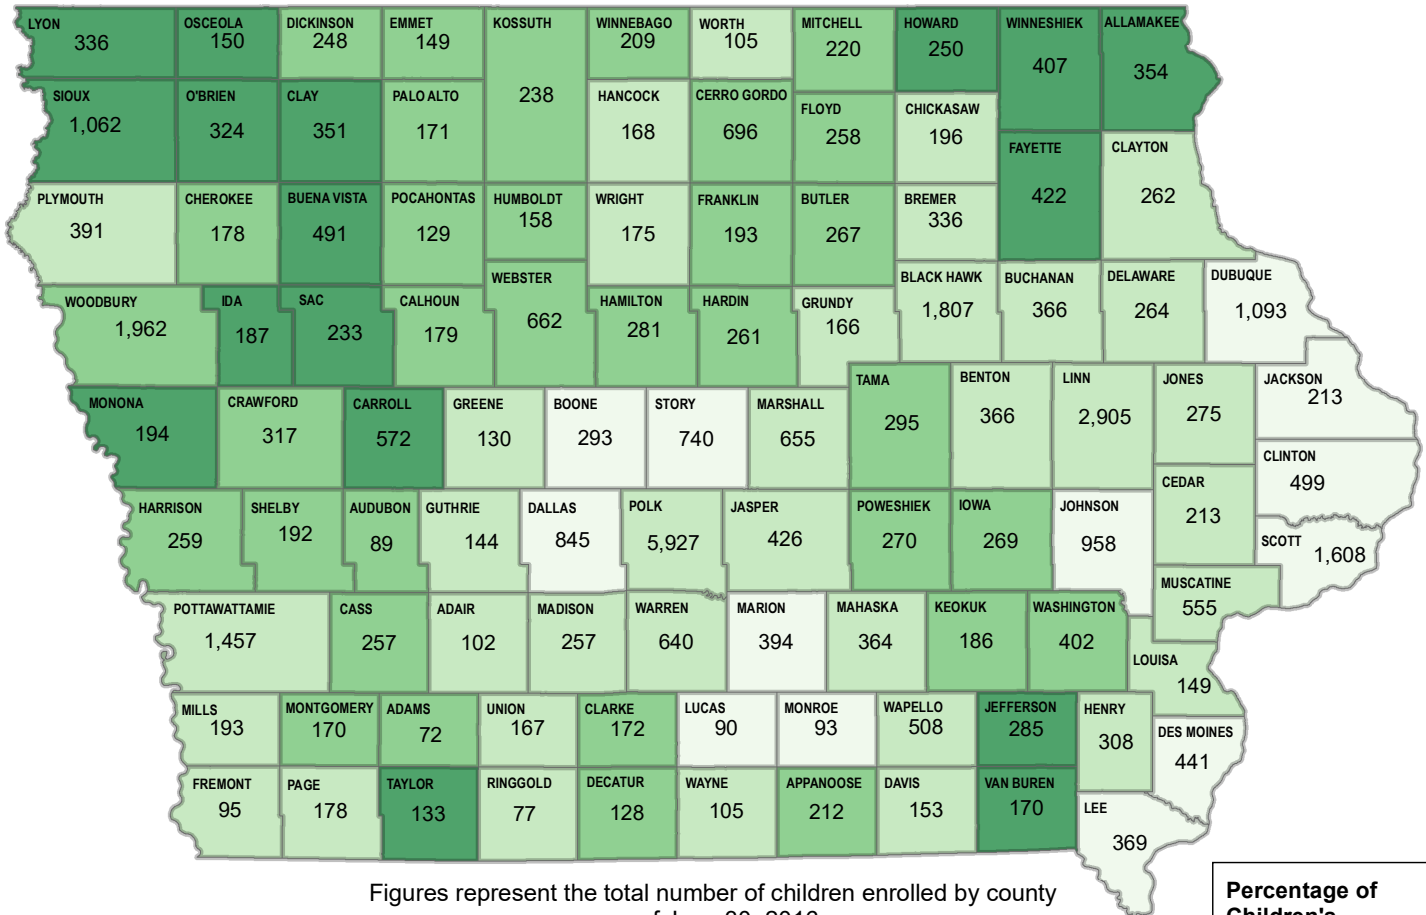 LYON
336
OSCEOLA
150
DICKINSON
248
EMMET
149
KOSSUTH
238
WINNEBAGO
209
WORTH
105
MITCHELL
220
HOWARD
250
WINNESHIEK
407
ALLAMAKEE
354
SIOUX
1,062
O'BRIEN
324
CLAY
351
PALO ALTO
171
HANCOCK
168
CERRO GORDO
696
FLOYD
258
CHICKASAW
196
FAYETTE
422
CLAYTON
262
PLYMOUTH
391
CHEROKEE
178
BUENA VISTA
491
POCAHONTAS
129
HUMBOLDT
158
WRIGHT
175
FRANKLIN
193
BUTLER
267
BREMER
336
WOODBURY
1,962
IDA
187
SAC
233
CALHOUN
179
WEBSTER
662
HAMILTON
281
HARDIN
261
GRUNDY
166
BLACK HAWK
1,807
BUCHANAN
366
DELAWARE
264
DUBUQUE
1,093
MONONA
194
CRAWFORD
317
CARROLL
572
GREENE
130
BOONE
293
STORY
740
MARSHALL
655
TAMA
295
BENTON
366
LINN
2,905
JONES
275
JACKSON
213
CLINTON
499
HARRISON
259
SHELBY
192
AUDUBON
89
GUTHRIE
144
DALLAS
845
POLK
5,927
JASPER
426
POWESHIEK
270
IOWA
269
JOHNSON
958
CEDAR
213
SCOTT
1,608
MUSCATINE
555
POTTAWATTAMIE
1,457
CASS
257
ADAIR
102
MADISON
257
WARREN
640
MARION
394
MAHASKA
364
KEOKUK
186
WASHINGTON
402
LOUISA
149
MILLS
193
MONTGOMERY
170
ADAMS
72
UNION
167
CLARKE
172
LUCAS
90
MONROE
93
WAPELLO
508
JEFFERSON
285
HENRY
308
DES MOINES
441
FREMONT
95
PAGE
178
TAYLOR
133
RINGGOLD
77
DECATUR
128
WAYNE
105
APPANOOSE
212
DAVIS
153
VAN BUREN
170
LEE
369
Figures represent the total number of children enrolled by county
Percentage of
Children's